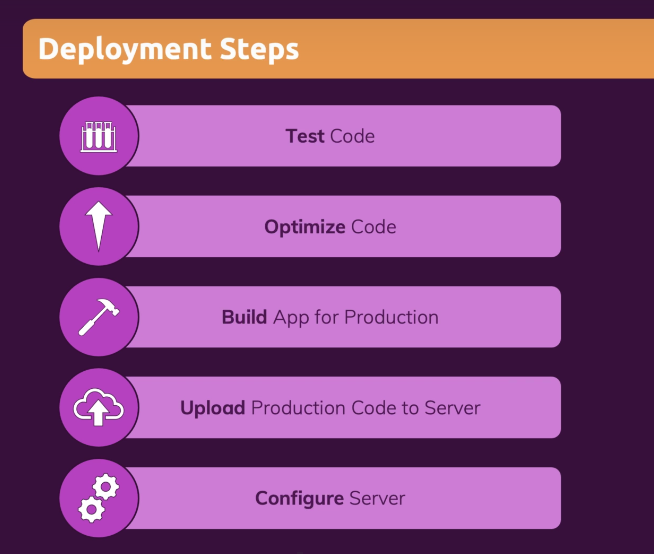 Deployment Steps
Test Code
Optimize Code
Build App for Production
Upload Production Code to Server
Configure Server